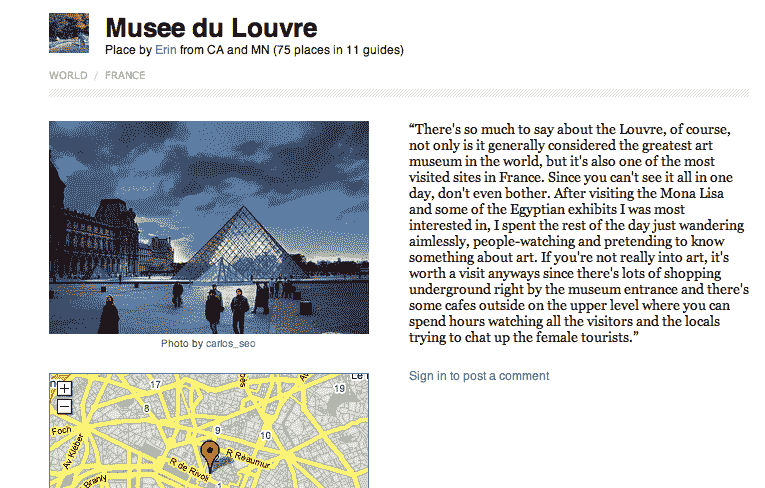 Musee du Louvre
Place by Erin from CA and MN (75 places in 11 guides)
WORLD / FRANCE
“There's so much to say about the Louvre, of course,
not only is it generally considered the greatest art
museum in the world, but it's also one of the most
visited sites in France. Since you can't see it all in one
day, don't even bother. After visiting the Mona Lisa
and some of the Egyptian exhibits I was most
interested in, I spent the rest of the day just wandering
aimlessly, people-watching and pretending to know
something about art. If you're not really into art, it's
worth a visit anyways since there's lots of shopping
underground right by the museum entrance and there's
some cafes outside on the upper level where you can
spend hours watching all the visitors and the locals
trying to chat up the female tourists.”
Photo by carlos_seo
Sign in to post a comment
17
19
8
9
10
Foch
Av Kléber
R de Rivoli
R Réaumur
Branly